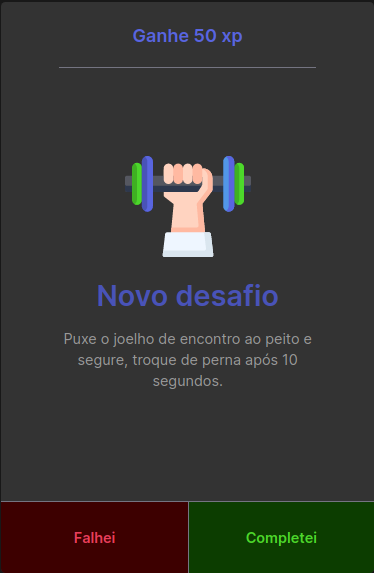 Ganhe 50 xp
Novo desafio
Puxe o joelho de encontro ao peito e
segure, troque de perna após 10
segundos.
Falhei
Completei